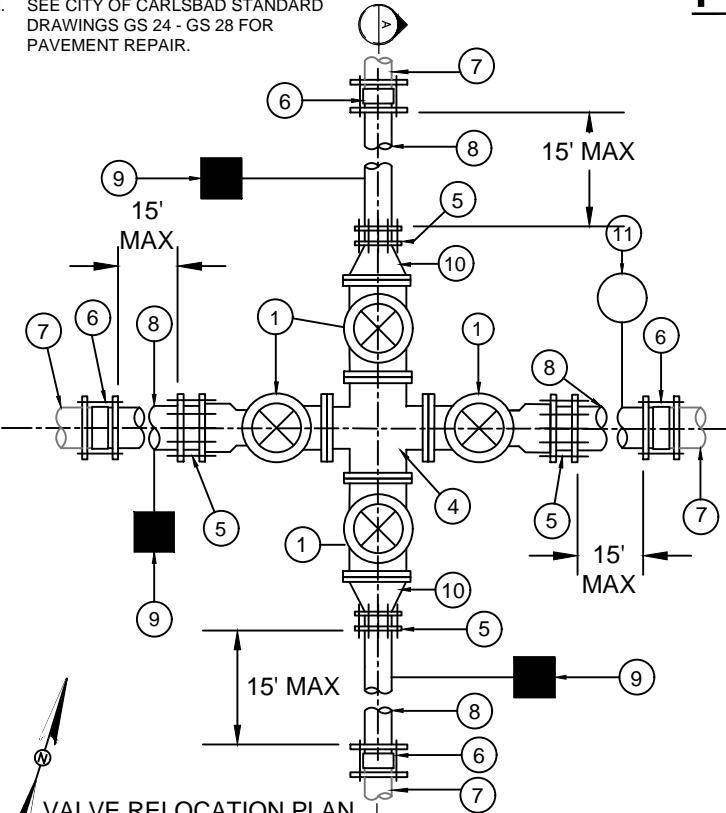 SEE CITY OF CARLSBAD STANDARD
DRAWINGS GS 24 - GS 28 FOR
PAVEMENT REPAIR.
A
7
6
15' MAX
8
9
15'
MAX
5
11
10
7
6
8
1
1
8
6
5
4
5
7
1
15'
MAX
9
10
5
15' MAX
9
8
6
7
N
VALVE RELOCATION PLAN